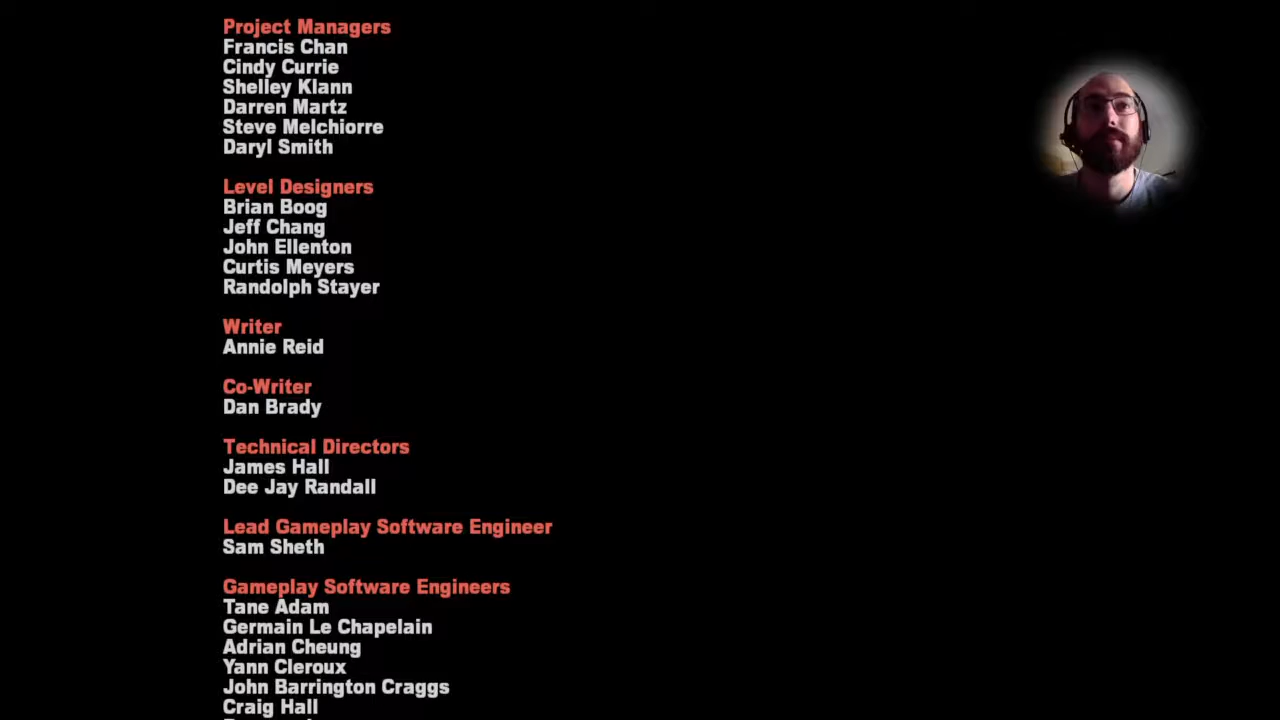 Project Managers
Francis Chan
Cindy Currie
Shelley Klann
Darren Martz
Steve Melchiorre
Daryl Smith
Level Designers
Brian Boog
Jeff Chang
John Ellenton
Curtis Meyers
Randolph Stayer
Writer
Annie Reid
Co-Writer
Dan Brady
Technical Directors
James Hall
Dee Jay Randall
Lead Gameplay Software Engineer
Sam Sheth
Gameplay Software Engineers
Tane Adam
Germain Le Chapelain
Adrian Cheung
Yann Cleroux
John Barrington Craggs
Craig Hall